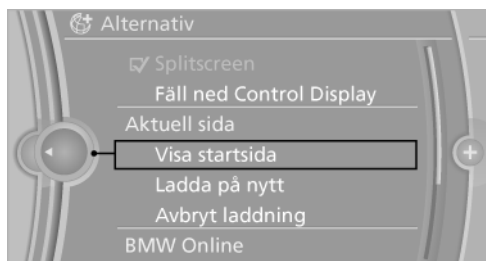 Alternativ
Splitscreen
Fäll ned Control Display
Aktuell sida
Visa startsida
Ladda på nytt
Avbryt laddning
BMW Online